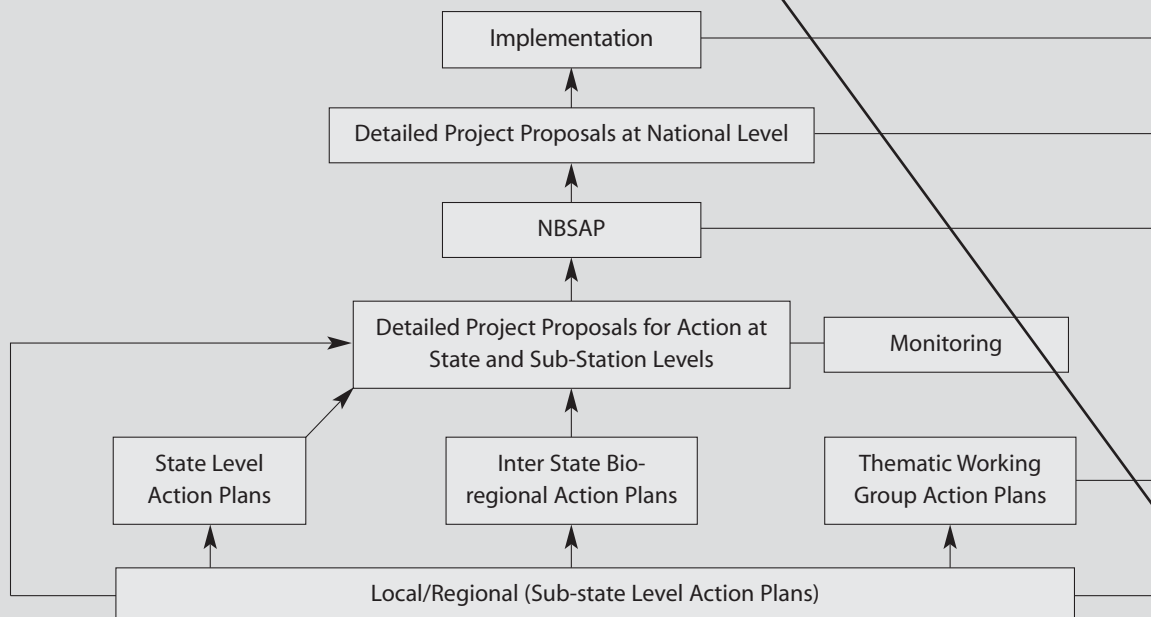 Implementation
Detailed Project Proposals at National Level
NBSAP
Detailed Project Proposals for Action at
State and Sub-Station Levels
Monitoring
State Level
Action Plans
Inter State Bio-
regional Action Plans
Thematic Working
Group Action Plans
Local/Regional (Sub-state Level Action Plans)